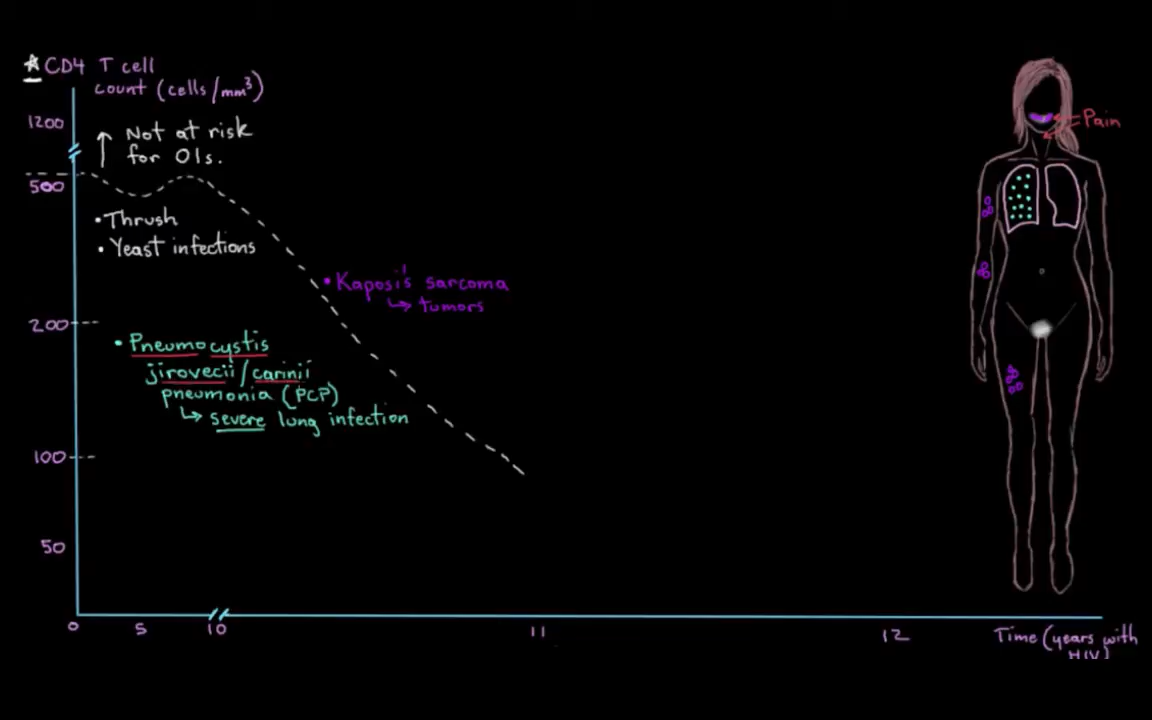 ☆CD4 T cell
count (cells/mm³)
1200
↑ Not at risk
for OIs.
Pain
500
• Thrush
• Yeast infections
• Kaposi's sarcoma
↳ tumors
200
• Pneumocystis
jirovecii/carinii
pneumonia (PCP)
↳ severe lung infection
100
50
0 5 10 11 12 Time (years with
HIV)